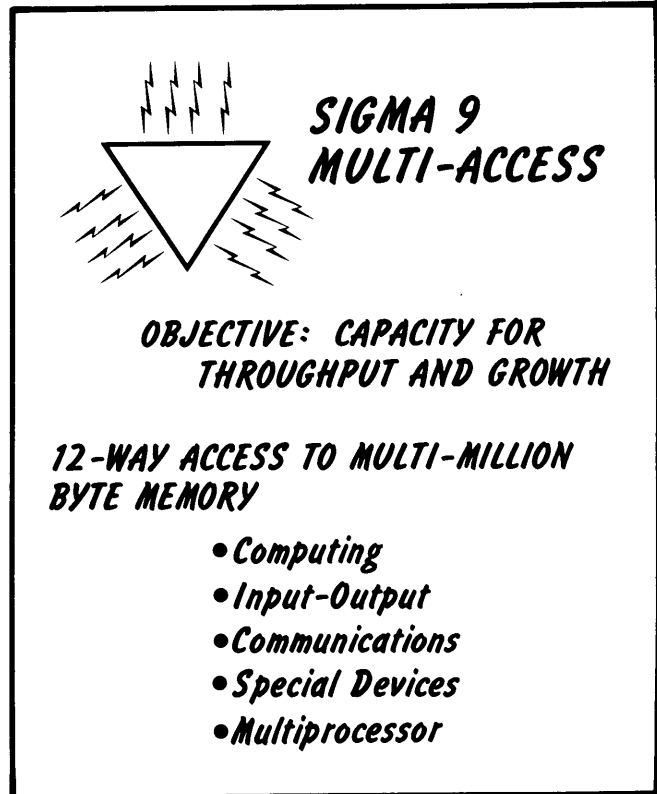 SIGMA 9
MULTI-ACCESS
OBJECTIVE: CAPACITY FOR
THROUGHPUT AND GROWTH
12-WAY ACCESS TO MULTI-MILLION
BYTE MEMORY
• Computing
• Input-Output
• Communications
• Special Devices
• Multiprocessor